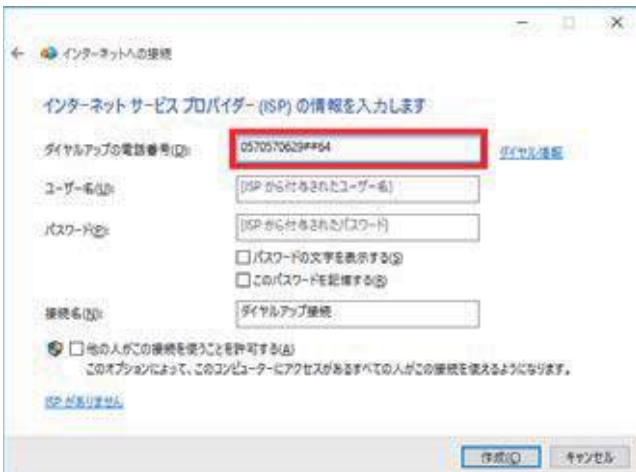 インターネットへの接続
インターネット サービス プロバイダー (ISP) の情報を入力します
ダイヤルアップの電話番号(D):
0570570629##64
ダイヤル情報
ユーザー名(U):
[ISP から付与されたユーザー名]
パスワード(P):
[ISP から付与されたパスワード]
パスワードの文字を表示する(S)
このパスワードを記憶する(R)
接続名(N):
ダイヤルアップ接続
他の人がこの接続を使うことを許可する(A)
このオプションによって、このコンピューターにアクセスがあるすべての人がこの接続を使えるようになります。
ISP がありません
作成(C)
キャンセル